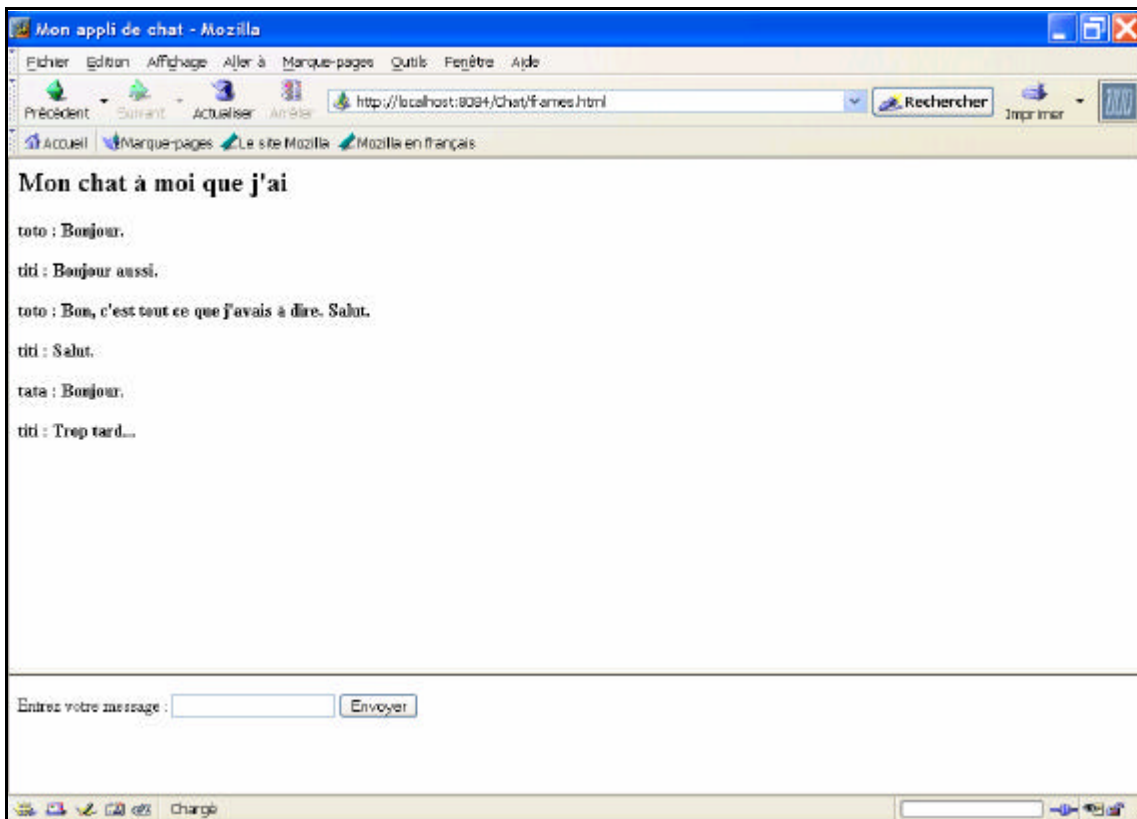 Mon appli de chat - Mozilla
Fichier Edition Affichage Aller à Marque-pages Outils Fenêtre Aide
Précédent Suivant Actualiser Arrêter http://localhost:8084/Chat/frames.html Rechercher Imprimer
Accueil Marque-pages Le site Mozilla Mozilla en français
Mon chat à moi que j'ai
toto : Bonjour.
titi : Bonjour aussi.
toto : Bon, c'est tout ce que j'avais à dire. Salut.
titi : Salut.
tata : Bonjour.
titi : Trop tard...
Entrez votre message : Envoyer
Chargé